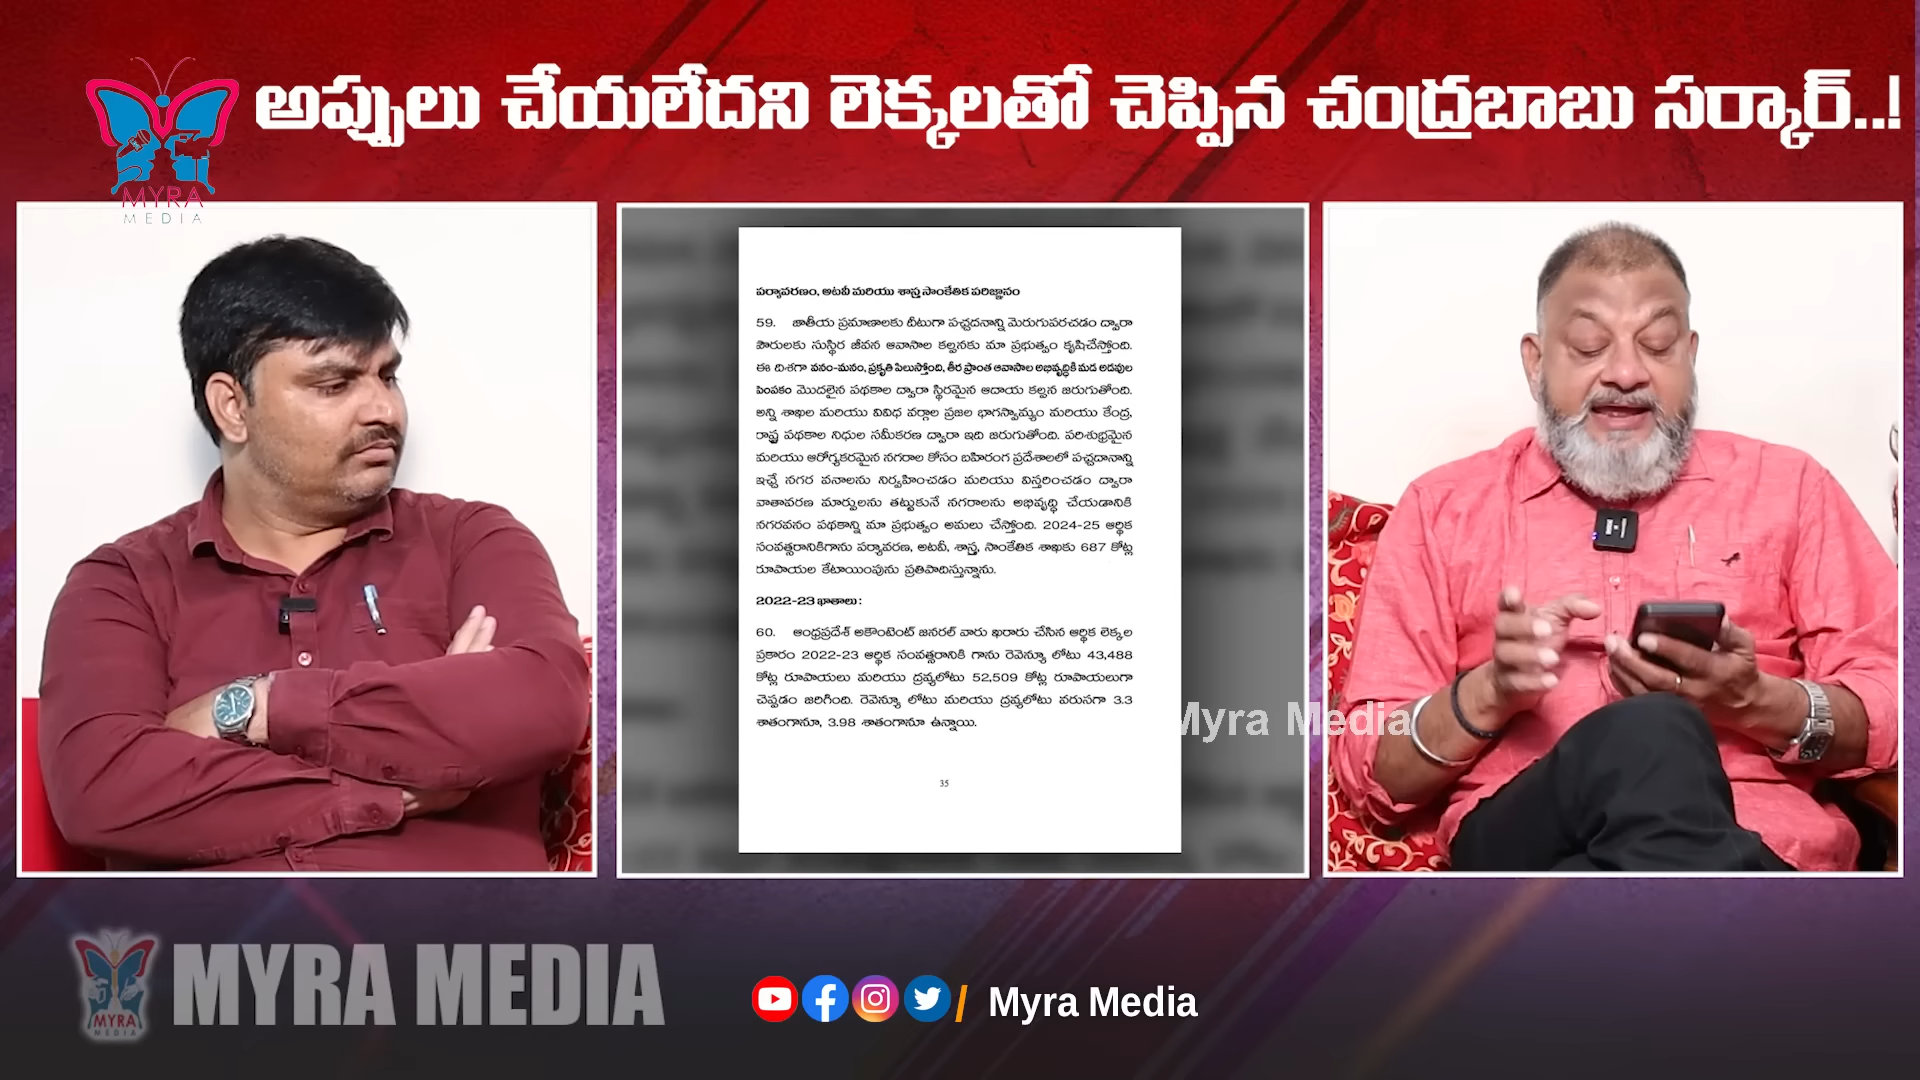 అప్పులు చేయలేదని లెక్కలతో చెప్పిన చంద్రబాబు సర్కార్..!
MYRA
MEDIA
పర్యావరణం, అటవీ మరియు శాస్త్ర సాంకేతిక పరిజ్ఞానం
59. జాతీయ ప్రమాణాలకు దీటుగా పచ్చదనాన్ని మెరుగుపరచడం ద్వారా
పౌరులకు సుస్థిర జీవన ఆవాసాల కల్పనకు మా ప్రభుత్వం కృషిచేస్తోంది.
ఈ దిశగా వనం-మనం, ప్రకృతి పిలుస్తోంది, తీర ప్రాంత ఆవాసాల అభివృద్ధికి మడ అడవుల
పెంపకం మొదలైన పథకాల ద్వారా స్థిరమైన ఆదాయ కల్పన జరుగుతోంది.
అన్ని శాఖల మరియు వివిధ వర్గాల ప్రజల భాగస్వామ్యం మరియు కేంద్ర,
రాష్ట్ర పథకాల నిధుల సమీకరణ ద్వారా ఇది జరుగుతోంది. పరిశుభ్రమైన
మరియు ఆరోగ్యకరమైన నగరాల కోసం బహిరంగ ప్రదేశాలలో పచ్చదానాన్ని
ఇచ్చే నగర వనాలను నిర్వహించడం మరియు విస్తరించడం ద్వారా
వాతావరణ మార్పులను తట్టుకునే నగరాలను అభివృద్ధి చేయడానికి
నగరవనం పథకాన్ని మా ప్రభుత్వం అమలు చేస్తోంది. 2024-25 ఆర్థిక
సంవత్సరానికిగాను పర్యావరణ, అటవీ, శాస్త్ర, సాంకేతిక శాఖకు 687 కోట్ల
రూపాయల కేటాయింపును ప్రతిపాదిస్తున్నాను.
2022-23 ఖాతాలు :
60. ఆంధ్రప్రదేశ్ అకౌంటెంట్ జనరల్ వారు ఖరారు చేసిన ఆర్థిక లెక్కల
ప్రకారం 2022-23 ఆర్థిక సంవత్సరానికి గాను రెవెన్యూ లోటు 43,488
కోట్ల రూపాయలు మరియు ద్రవ్యలోటు 52,509 కోట్ల రూపాయలుగా
చెప్పడం జరిగింది. రెవెన్యూ లోటు మరియు ద్రవ్యలోటు వరుసగా 3.3
శాతంగానూ, 3.98 శాతంగానూ ఉన్నాయి.
35
Myra Media
MYRA
MEDIA
MYRA MEDIA
/ Myra Media